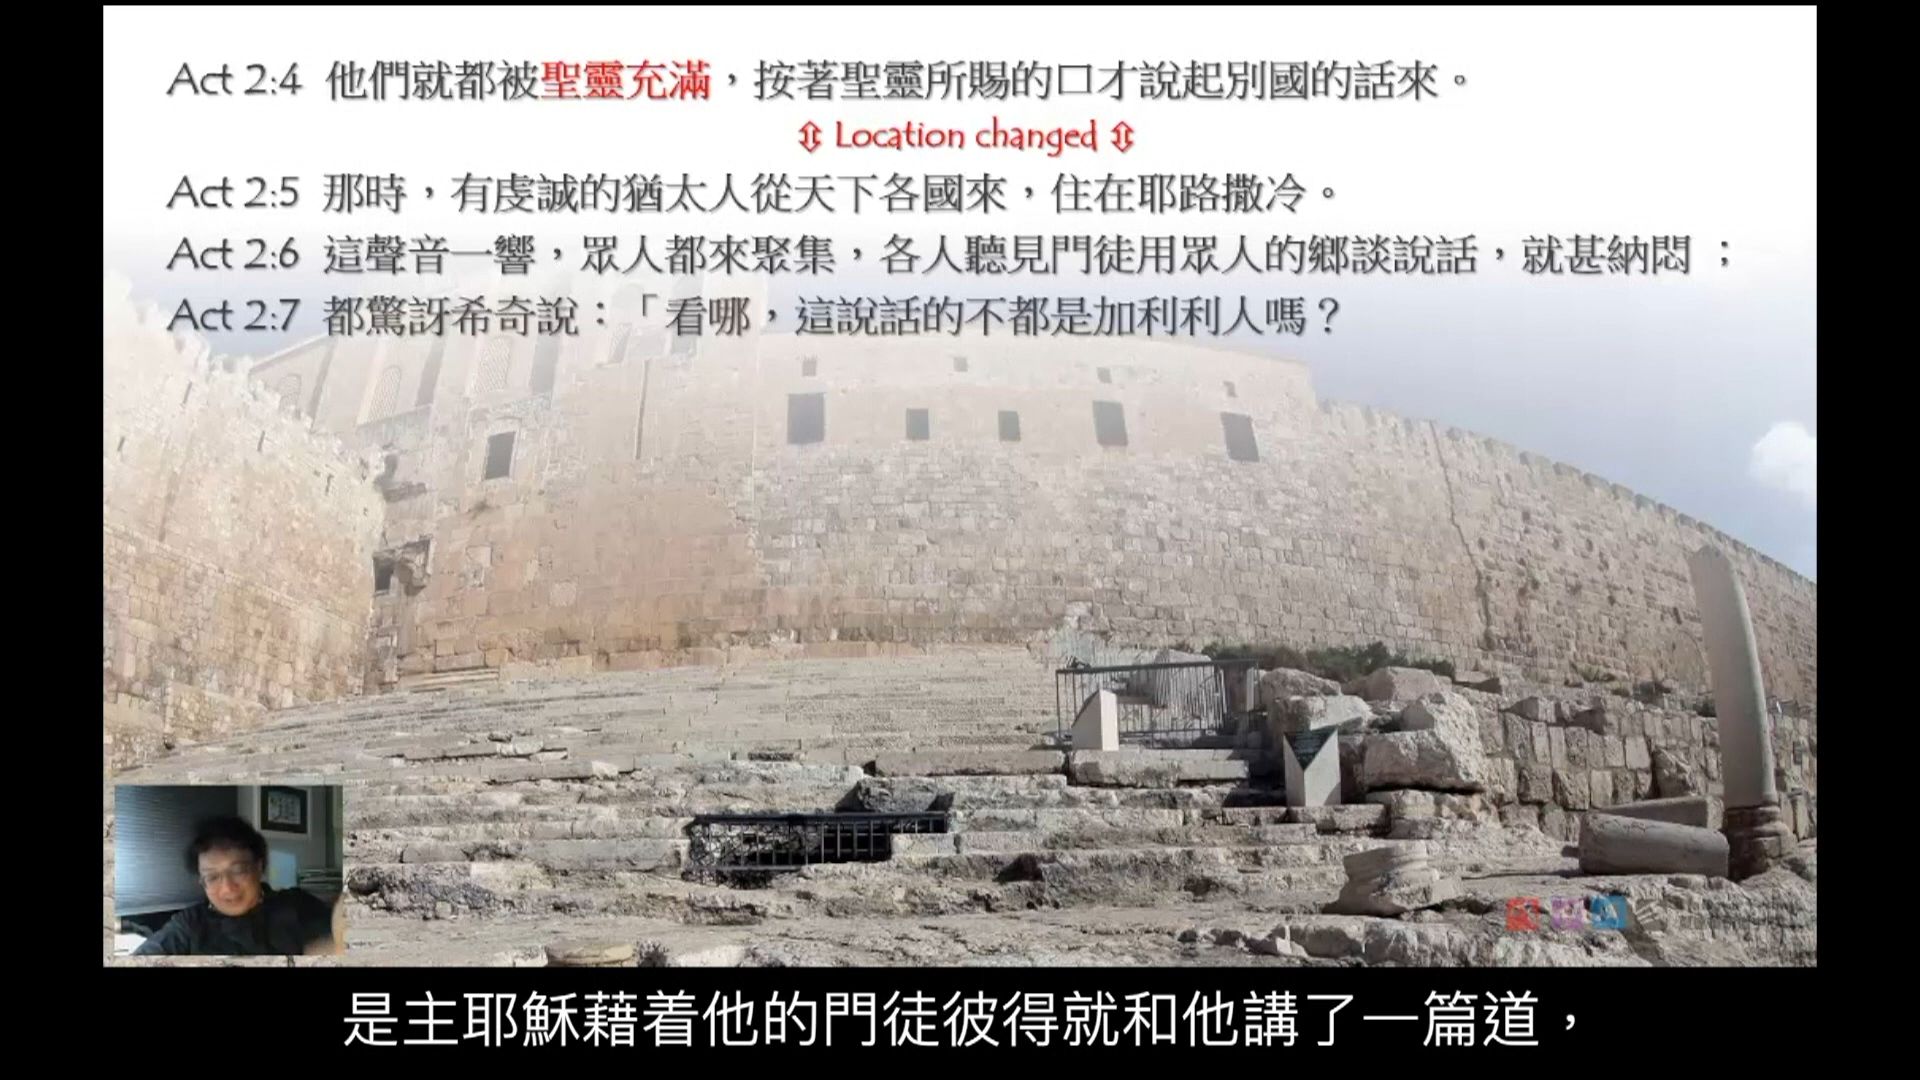 Act 2:4 他們就都被聖靈充滿，按著聖靈所賜的口才說起別國的話來。
⇳ Location changed ⇳
Act 2:5 那時，有虔誠的猶太人從天下各國來，住在耶路撒冷。
Act 2:6 這聲音一響，眾人都來聚集，各人聽見門徒用眾人的鄉談說話，就甚納悶；
Act 2:7 都驚訝希奇說：「看哪，這說話的不都是加利利人嗎？
是主耶穌藉着他的門徒彼得就和他講了一篇道，